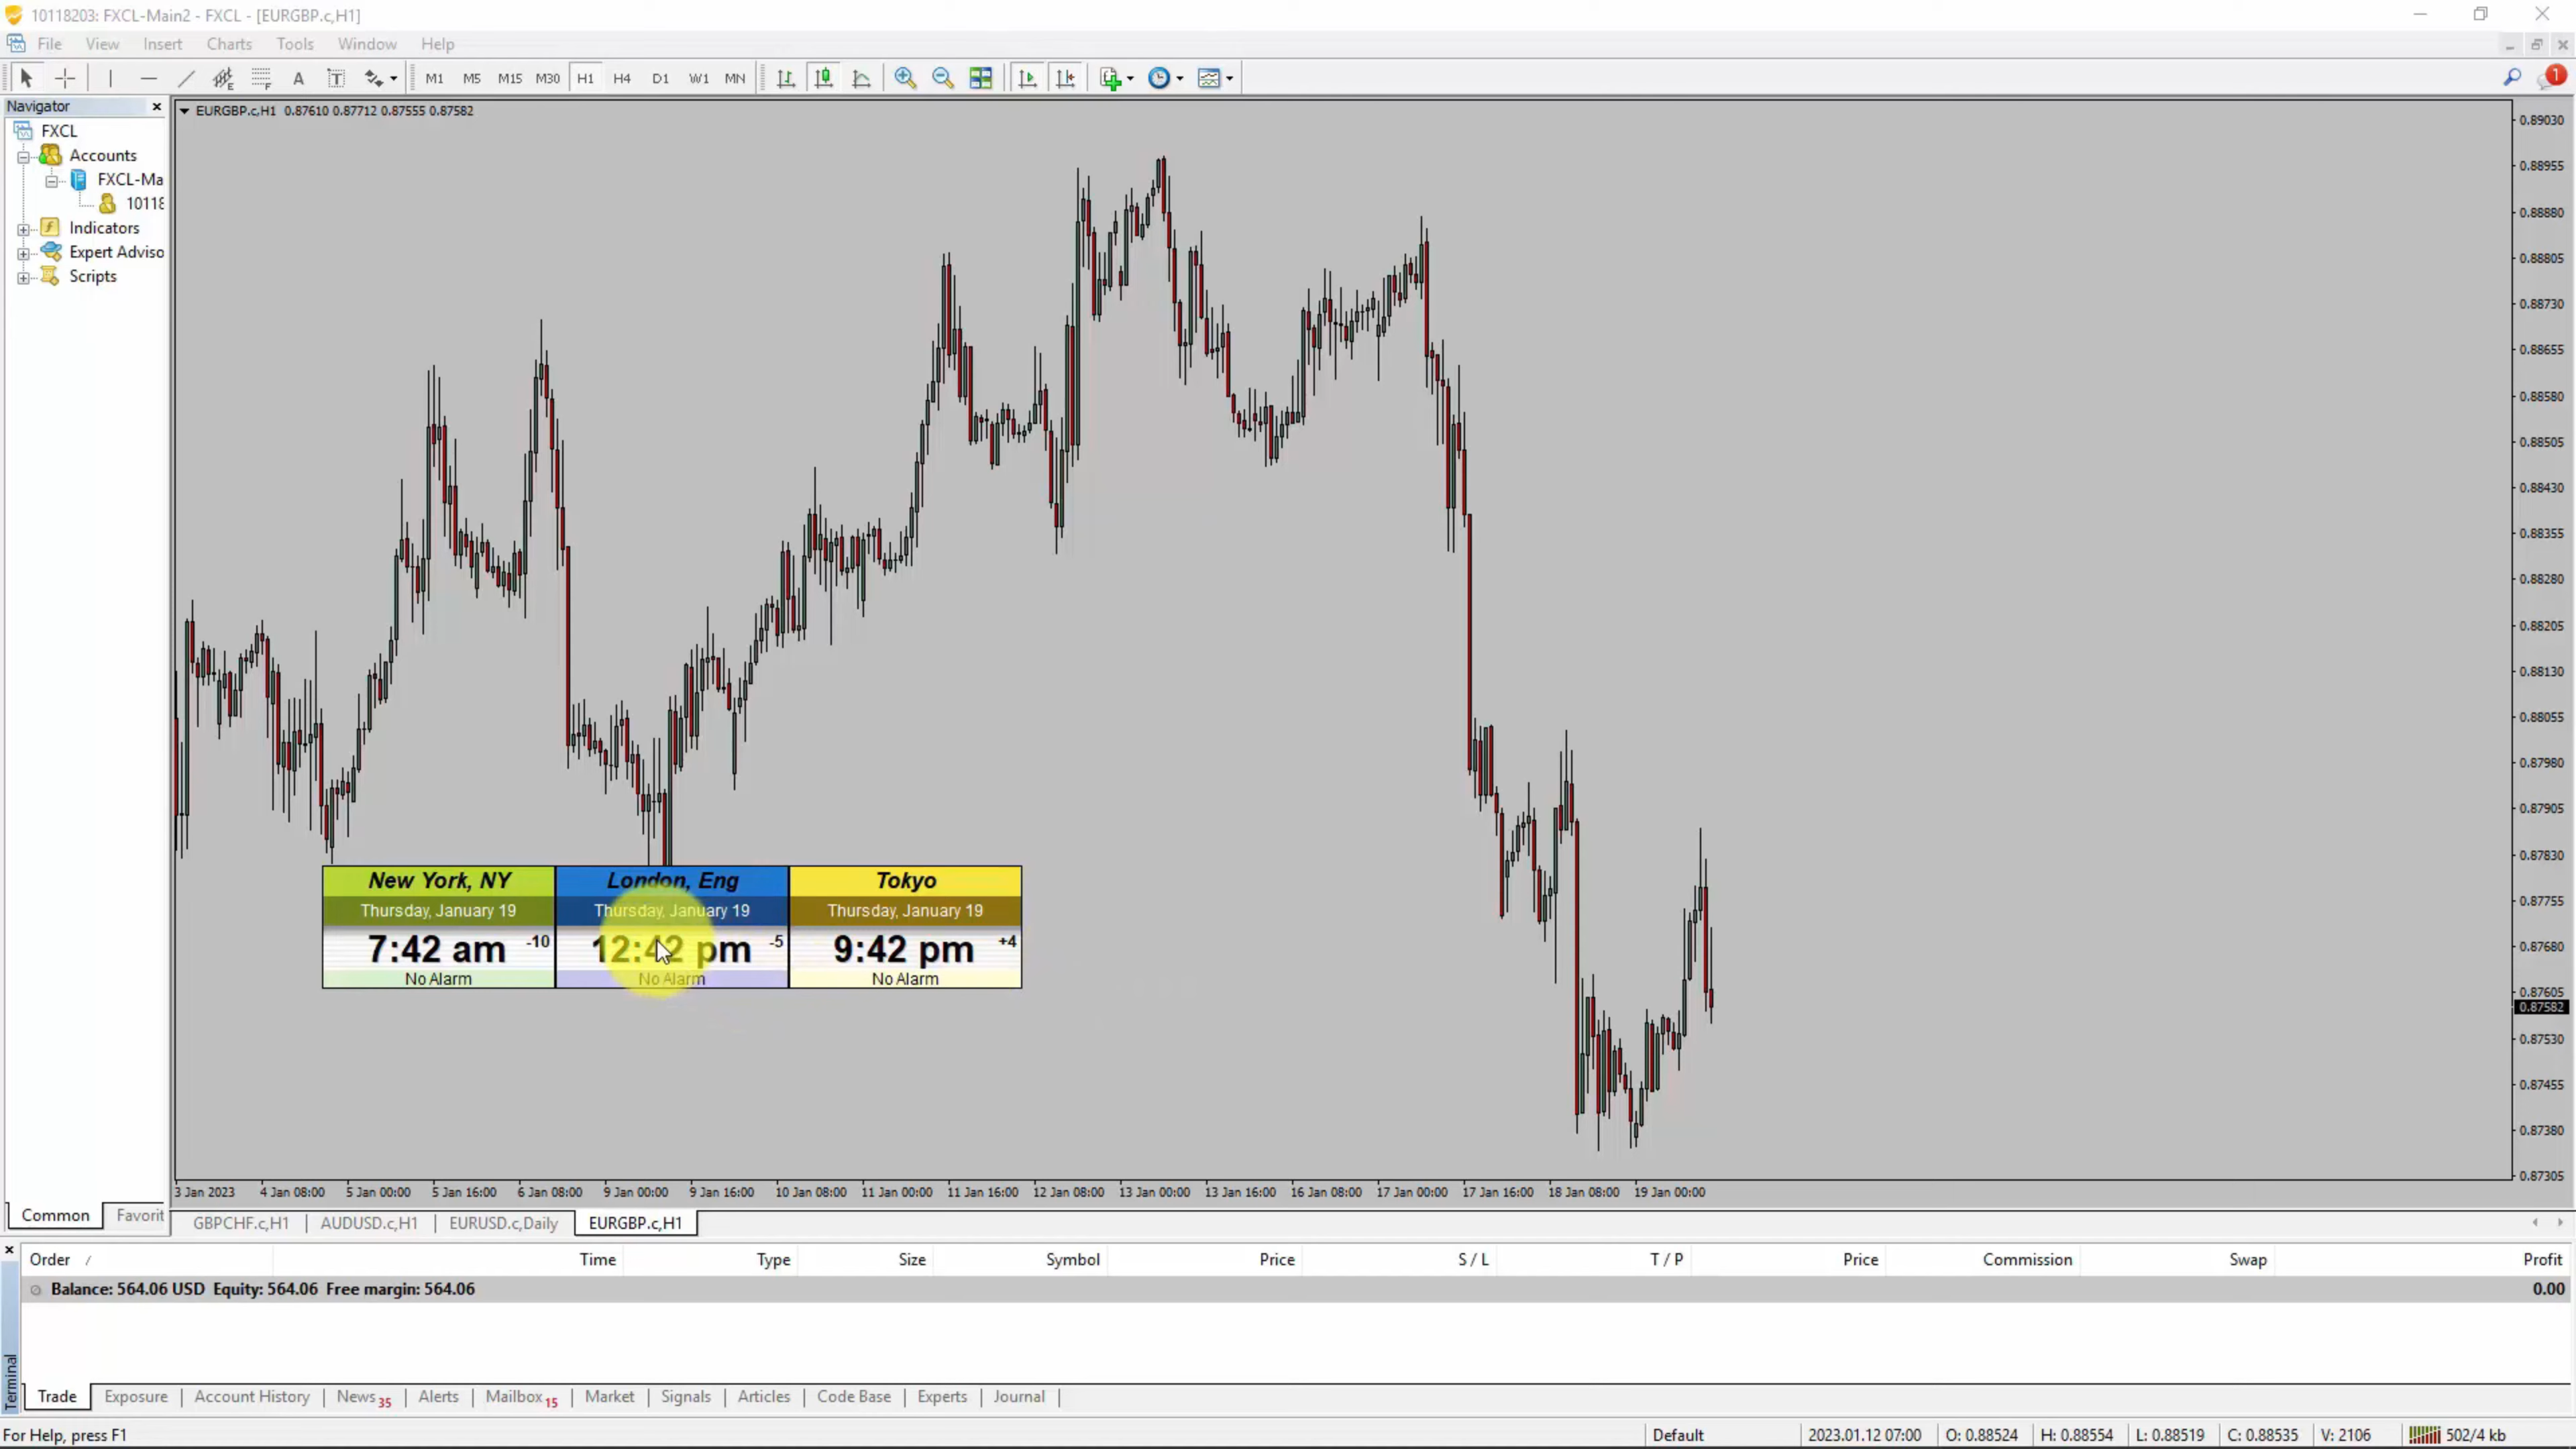 10118203: FXCL-Main2 - FXCL - [EURGBP.c,H1]
File View Insert Charts Tools Window Help
A T M1 M5 M15 M30 H1 H4 D1 W1 MN 1
Navigator
FXCL
Accounts
FXCL-Ma
10118
Indicators
Expert Adviso
Scripts
Common Favorit
EURGBP.c,H1 0.87610 0.87712 0.87555 0.87582
0.89030
0.88955
0.88880
0.88805
0.88730
0.88655
0.88580
0.88505
0.88430
0.88355
0.88280
0.88205
0.88130
0.88055
0.87980
0.87905
0.87830
0.87755
0.87680
0.87605
0.87582
0.87530
0.87455
0.87380
0.87305
New York, NY
Thursday, January 19
7:42 am -10
No Alarm
London, Eng
Thursday, January 19
12:42 pm -5
No Alarm
Tokyo
Thursday, January 19
9:42 pm +4
No Alarm
3 Jan 2023 4 Jan 08:00 5 Jan 00:00 5 Jan 16:00 6 Jan 08:00 9 Jan 00:00 9 Jan 16:00 10 Jan 08:00 11 Jan 00:00 11 Jan 16:00 12 Jan 08:00 13 Jan 00:00 13 Jan 16:00 16 Jan 08:00 17 Jan 00:00 17 Jan 16:00 18 Jan 08:00 19 Jan 00:00
GBPCHF.c,H1 AUDUSD.c,H1 EURUSD.c,Daily EURGBP.c,H1
Order / Time Type Size Symbol Price S / L T / P Price Commission Swap Profit
Balance: 564.06 USD Equity: 564.06 Free margin: 564.06 0.00
Terminal
Trade Exposure Account History News 35 Alerts Mailbox 15 Market Signals Articles Code Base Experts Journal
For Help, press F1 Default 2023.01.12 07:00 O: 0.88524 H: 0.88554 L: 0.88519 C: 0.88535 V: 2106 502/4 kb